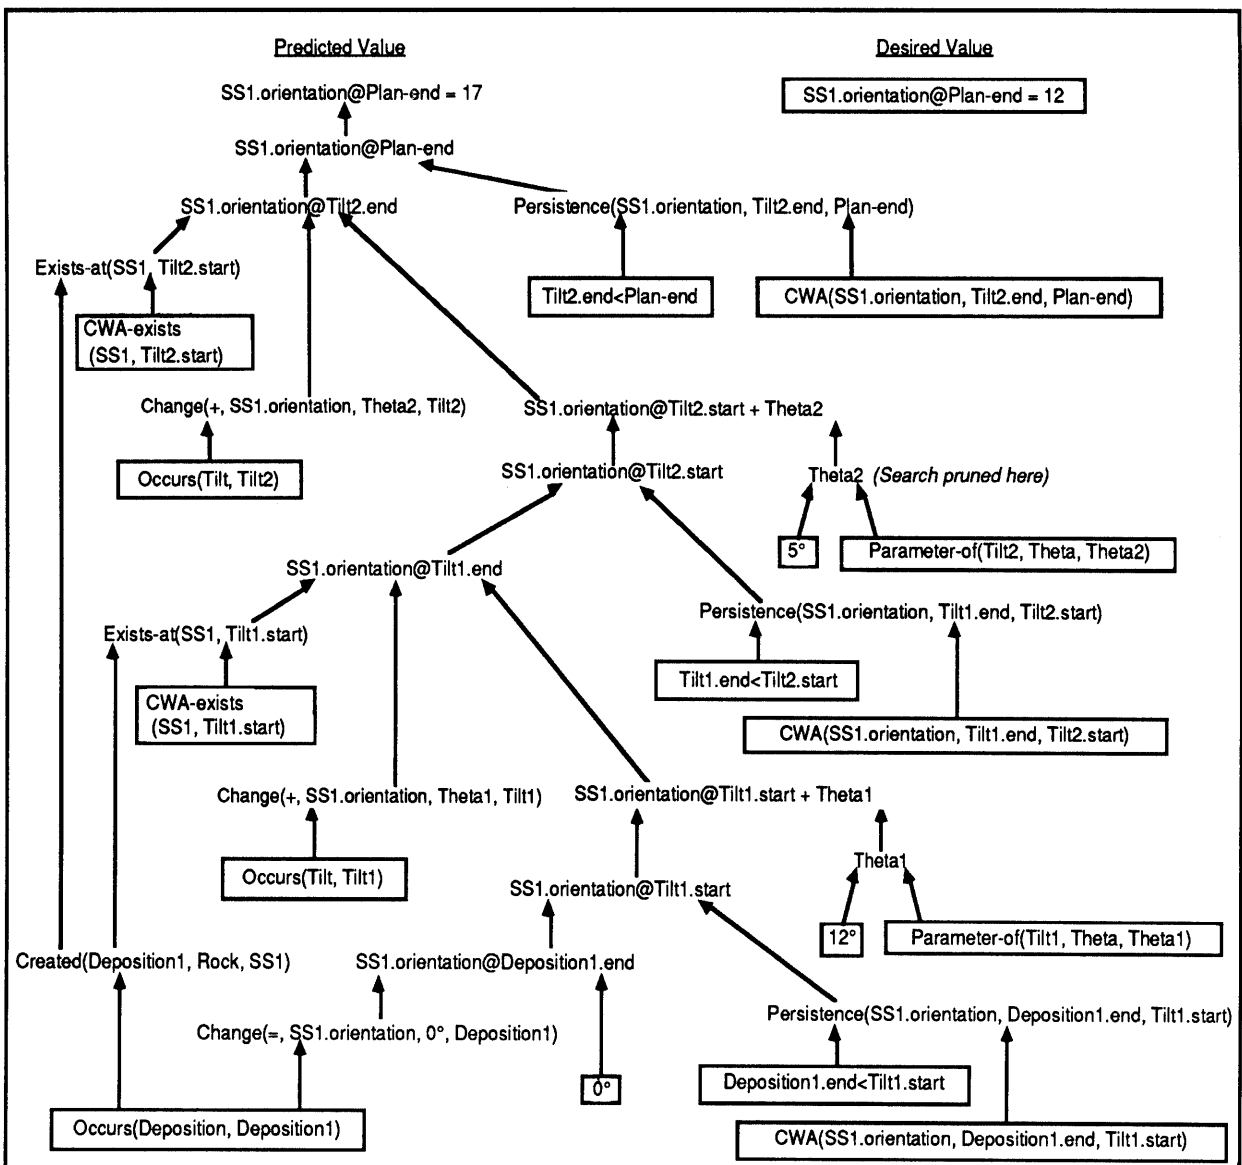 Predicted Value
Desired Value
SS1.orientation@Plan-end = 17
SS1.orientation@Plan-end = 12
SS1.orientation@Plan-end
SS1.orientation@Tilt2.end
Persistence(SS1.orientation, Tilt2.end, Plan-end)
Exists-at(SS1, Tilt2.start)
Tilt2.end<Plan-end
CWA(SS1.orientation, Tilt2.end, Plan-end)
CWA-exists
(SS1, Tilt2.start)
Change(+, SS1.orientation, Theta2, Tilt2)
SS1.orientation@Tilt2.start + Theta2
Occurs(Tilt, Tilt2)
SS1.orientation@Tilt2.start
Theta2 (Search pruned here)
5°
Parameter-of(Tilt2, Theta, Theta2)
SS1.orientation@Tilt1.end
Exists-at(SS1, Tilt1.start)
Persistence(SS1.orientation, Tilt1.end, Tilt2.start)
Tilt1.end<Tilt2.start
CWA-exists
(SS1, Tilt1.start)
CWA(SS1.orientation, Tilt1.end, Tilt2.start)
Change(+, SS1.orientation, Theta1, Tilt1)
SS1.orientation@Tilt1.start + Theta1
Occurs(Tilt, Tilt1)
SS1.orientation@Tilt1.start
Theta1
12°
Parameter-of(Tilt1, Theta, Theta1)
Created(Deposition1, Rock, SS1)
SS1.orientation@Deposition1.end
Change(=, SS1.orientation, 0°, Deposition1)
Persistence(SS1.orientation, Deposition1.end, Tilt1.start)
0°
Deposition1.end<Tilt1.start
Occurs(Deposition, Deposition1)
CWA(SS1.orientation, Deposition1.end, Tilt1.start)